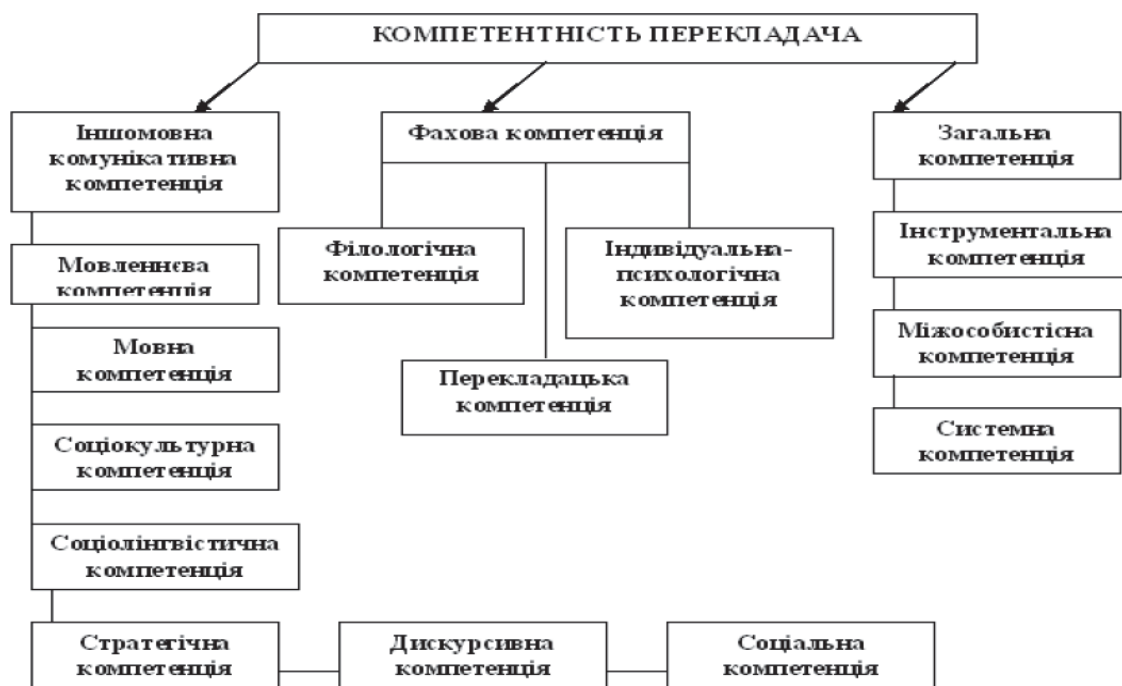 КОМПЕТЕНТНІСТЬ ПЕРЕКЛАДАЧА
Іншомовна
комунікативна
компетенція
Фахова компетенція
Загальна
компетенція
Мовленнєва
компетенція
Мовна
компетенція
Соціокультурна
компетенція
Соціолінгвістична
компетенція
Стратегічна
компетенція
Дискурсивна
компетенція
Соціальна
компетенція
Філологічна
компетенція
Перекладацька
компетенція
Індивідуальна-
психологічна
компетенція
Інструментальна
компетенція
Міжособистісна
компетенція
Системна
компетенція